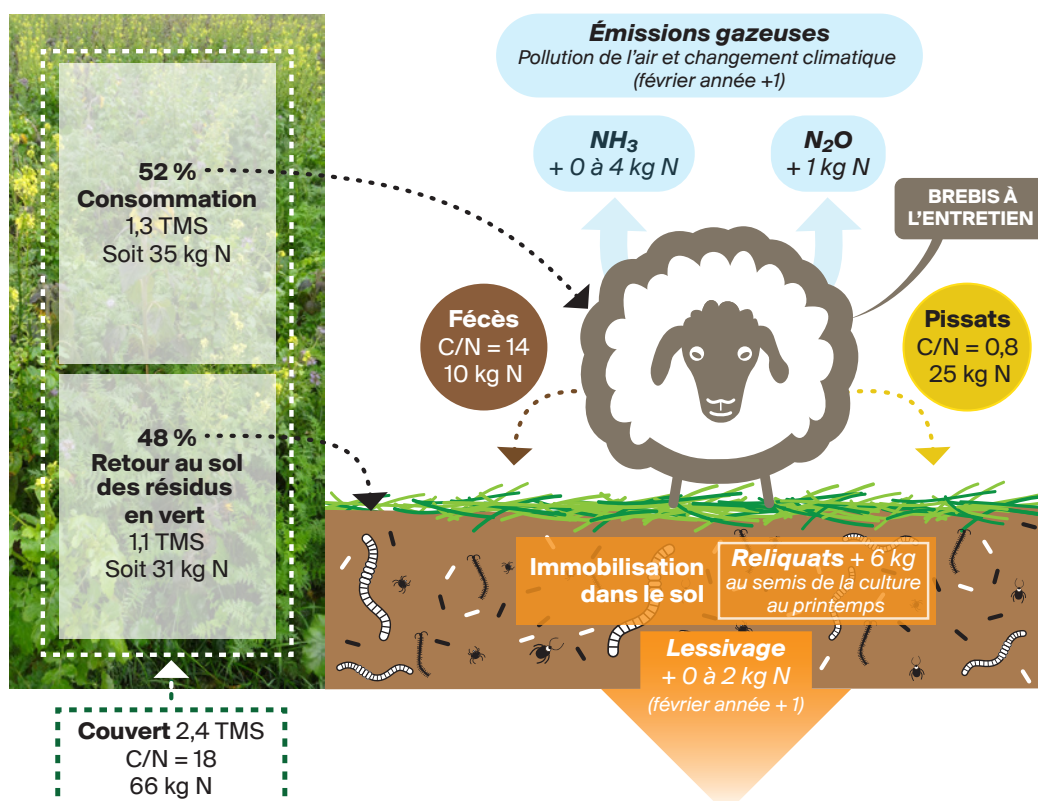 Émissions gazeuses
Pollution de l'air et changement climatique
(février année +1)
NH₃
+ 0 à 4 kg N
N₂O
+ 1 kg N
BREBIS À
L'ENTRETIEN
52 %
Consommation
1,3 TMS
Soit 35 kg N
Fécès
C/N = 14
10 kg N
Pissats
C/N = 0,8
25 kg N
48 %
Retour au sol
des résidus
en vert
1,1 TMS
Soit 31 kg N
Immobilisation
dans le sol
Reliquats + 6 kg
au semis de la culture
au printemps
Lessivage
+ 0 à 2 kg N
(février année + 1)
Couvert 2,4 TMS
C/N = 18
66 kg N